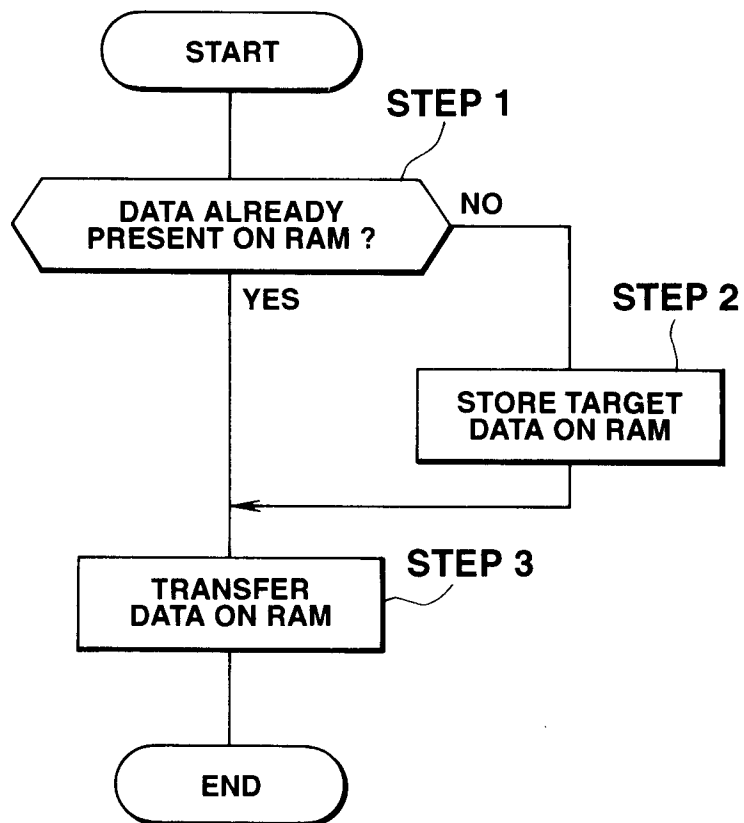 START
STEP 1
DATA ALREADY
PRESENT ON RAM ?
NO
YES
STEP 2
STORE TARGET
DATA ON RAM
STEP 3
TRANSFER
DATA ON RAM
END